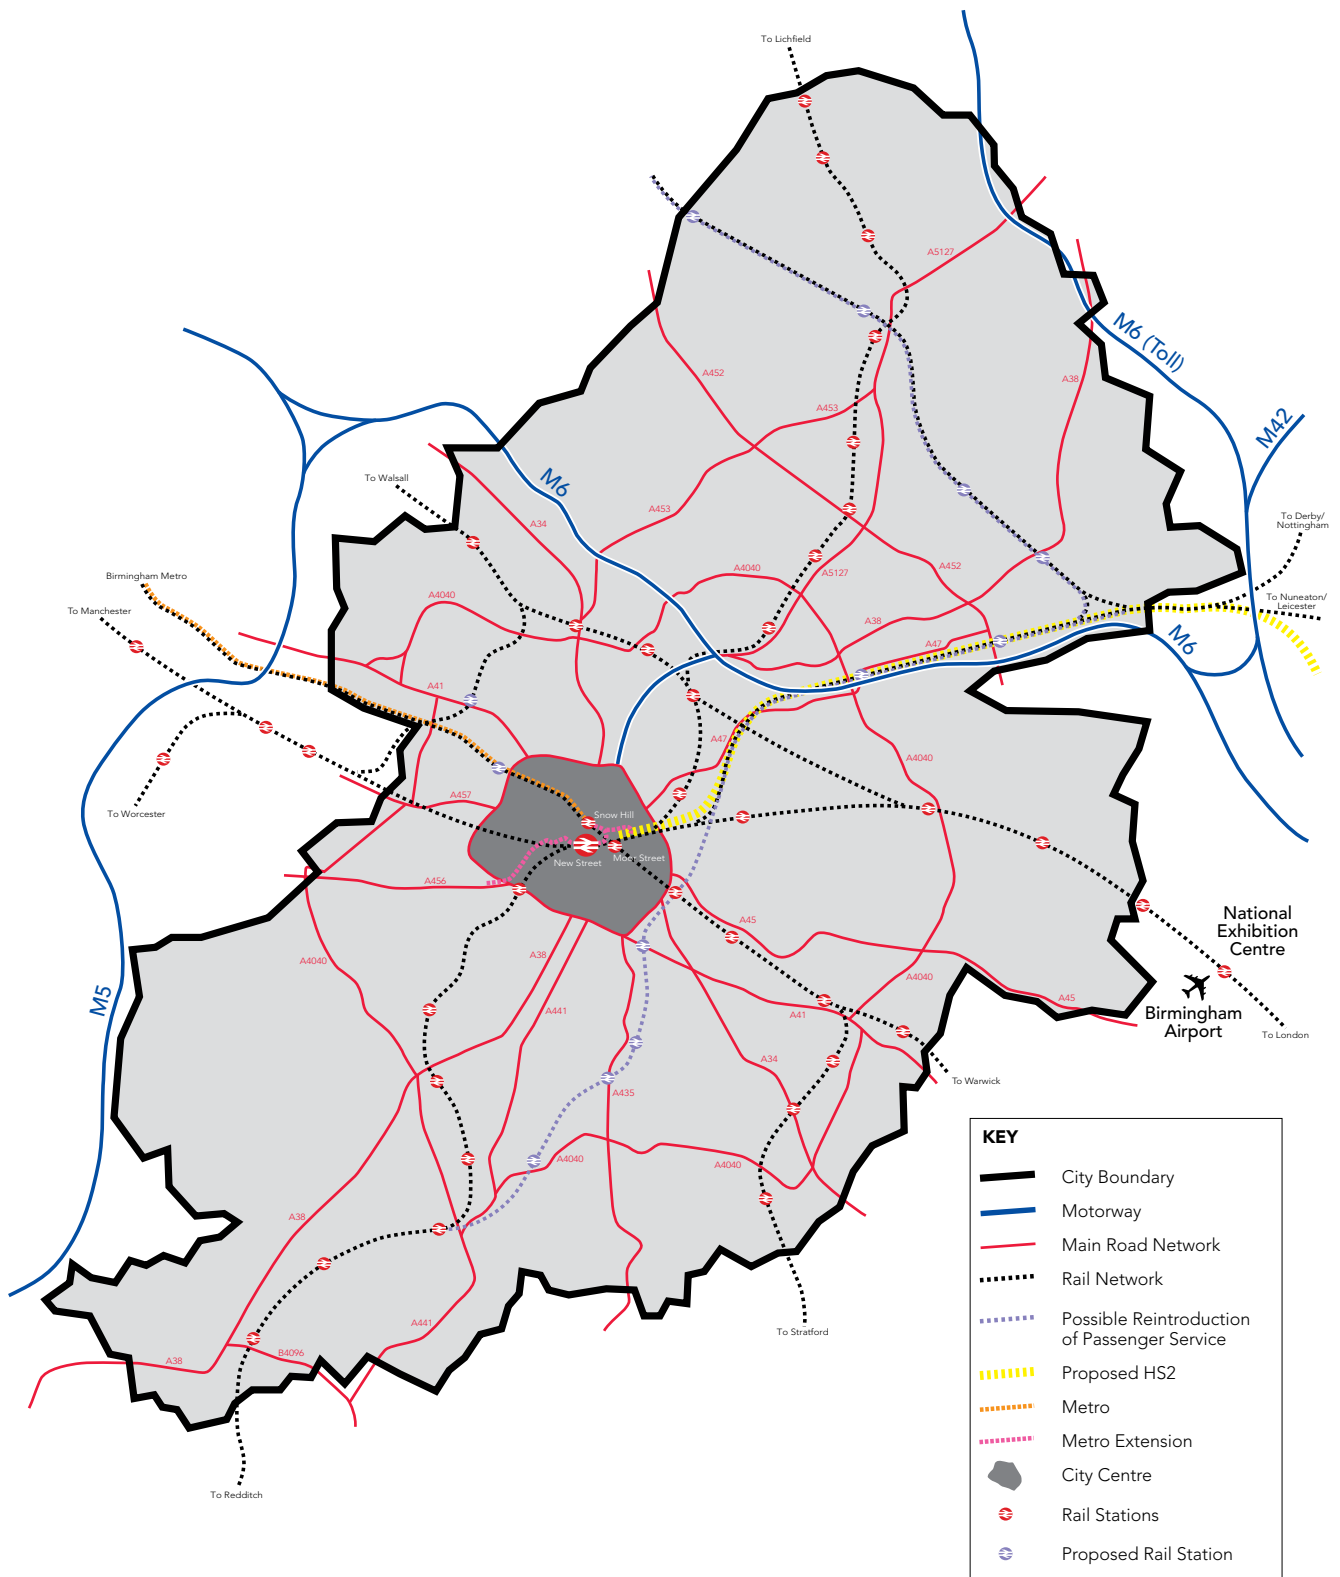 To Lichfield
A5127
M6 (Toll)
A452
A38
A453
M42
M6
To Walsall
A453
A34
To Derby/
Nottingham
A4040
A5127
A452
Birmingham Metro
A4040
To Nuneaton/
Leicester
To Manchester
A38
A47
M6
A41
A47
A4040
A457
To Worcester
Snow Hill
Moor Street
New Street
A456
National
Exhibition
Centre
A45
A38
A4040
A4040
M5
A45
A441
A41
Birmingham
Airport
To London
A34
To Warwick
A435
A4040
A4040
A38
To Stratford
A441
B4096
A38
To Redditch
KEY
City Boundary
Motorway
Main Road Network
Rail Network
Possible Reintroduction
of Passenger Service
Proposed HS2
Metro
Metro Extension
City Centre
Rail Stations
Proposed Rail Station